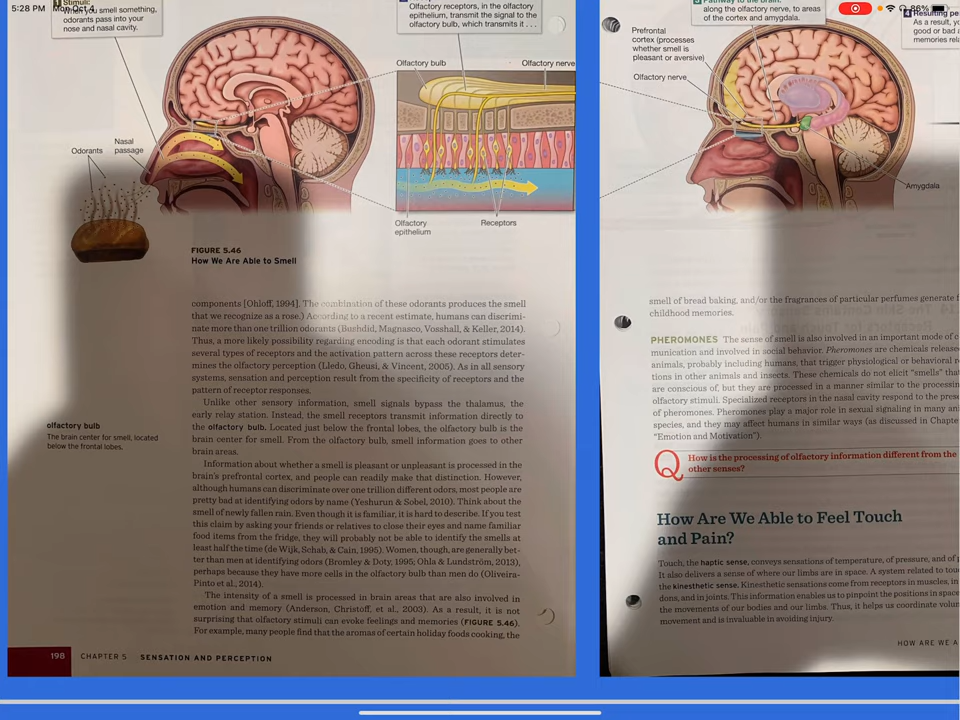 5:28 PM Mon Oct 4
86%
Stimuli:
When you smell something,
odorants pass into your
nose and nasal cavity.
Olfactory receptors, in the olfactory
epithelium, transmit the signal to the
olfactory bulb, which transmits it . . .
Olfactory bulb
Olfactory nerve
Nasal
passage
Odorants
Olfactory
epithelium
Receptors
FIGURE 5.46
How We Are Able to Smell
components [Ohloff, 1994]. The combination of these odorants produces the smell
that we recognize as a rose.) According to a recent estimate, humans can discrimi-
nate more than one trillion odorants (Bushdid, Magnasco, Vosshall, & Keller, 2014).
Thus, a more likely possibility regarding encoding is that each odorant stimulates
several types of receptors and the activation pattern across these receptors deter-
mines the olfactory perception (Lledo, Gheusi, & Vincent, 2005). As in all sensory
systems, sensation and perception result from the specificity of receptors and the
pattern of receptor responses.
Unlike other sensory information, smell signals bypass the thalamus, the
early relay station. Instead, the smell receptors transmit information directly to
the olfactory bulb. Located just below the frontal lobes, the olfactory bulb is the
brain center for smell. From the olfactory bulb, smell information goes to other
brain areas.
olfactory bulb
The brain center for smell, located
below the frontal lobes.
Information about whether a smell is pleasant or unpleasant is processed in the
brain's prefrontal cortex, and people can readily make that distinction. However,
although humans can discriminate over one trillion different odors, most people are
pretty bad at identifying odors by name (Yeshurun & Sobel, 2010). Think about the
smell of newly fallen rain. Even though it is familiar, it is hard to describe. If you test
this claim by asking your friends or relatives to close their eyes and name familiar
food items from the fridge, they will probably not be able to identify the smells at
least half the time (de Wijk, Schab, & Cain, 1995). Women, though, are generally bet-
ter than men at identifying odors (Bromley & Doty, 1995; Ohla & Lundström, 2013),
perhaps because they have more cells in the olfactory bulb than men do (Oliveira-
Pinto et al., 2014).
The intensity of a smell is processed in brain areas that are also involved in
emotion and memory (Anderson, Christoff, et al., 2003). As a result, it is not
surprising that olfactory stimuli can evoke feelings and memories (FIGURE 5.46).
For example, many people find that the aromas of certain holiday foods cooking, the
198 CHAPTER 5 SENSATION AND PERCEPTION
Pathway to the brain:
along the olfactory nerve, to areas
of the cortex and amygdala.
4 Resulting pe
As a result, yo
good or bad a
memories rela
Prefrontal
cortex (processes
whether smell is
pleasant or aversive)
Olfactory nerve
Amygdala
smell of bread baking, and/or the fragrances of particular perfumes generate f
childhood memories.
PHEROMONES The sense of smell is also involved in an important mode of c
munication and involved in social behavior. Pheromones are chemicals release
animals, probably including humans, that trigger physiological or behavioral r
tions in other animals and insects. These chemicals do not elicit "smells" that
are conscious of, but they are processed in a manner similar to the processin
olfactory stimuli. Specialized receptors in the nasal cavity respond to the prese
of pheromones. Pheromones play a major role in sexual signaling in many ani
species, and they may affect humans in similar ways (as discussed in Chapte
"Emotion and Motivation").
Q How is the processing of olfactory information different from the
other senses?
How Are We Able to Feel Touch
and Pain?
Touch, the haptic sense, conveys sensations of temperature, of pressure, and of p
It also delivers a sense of where our limbs are in space. A system related to touc
the kinesthetic sense. Kinesthetic sensations come from receptors in muscles, in
dons, and in joints. This information enables us to pinpoint the positions in space
the movements of our bodies and our limbs. Thus, it helps us coordinate volun
movement and is invaluable in avoiding injury.
HOW ARE WE A